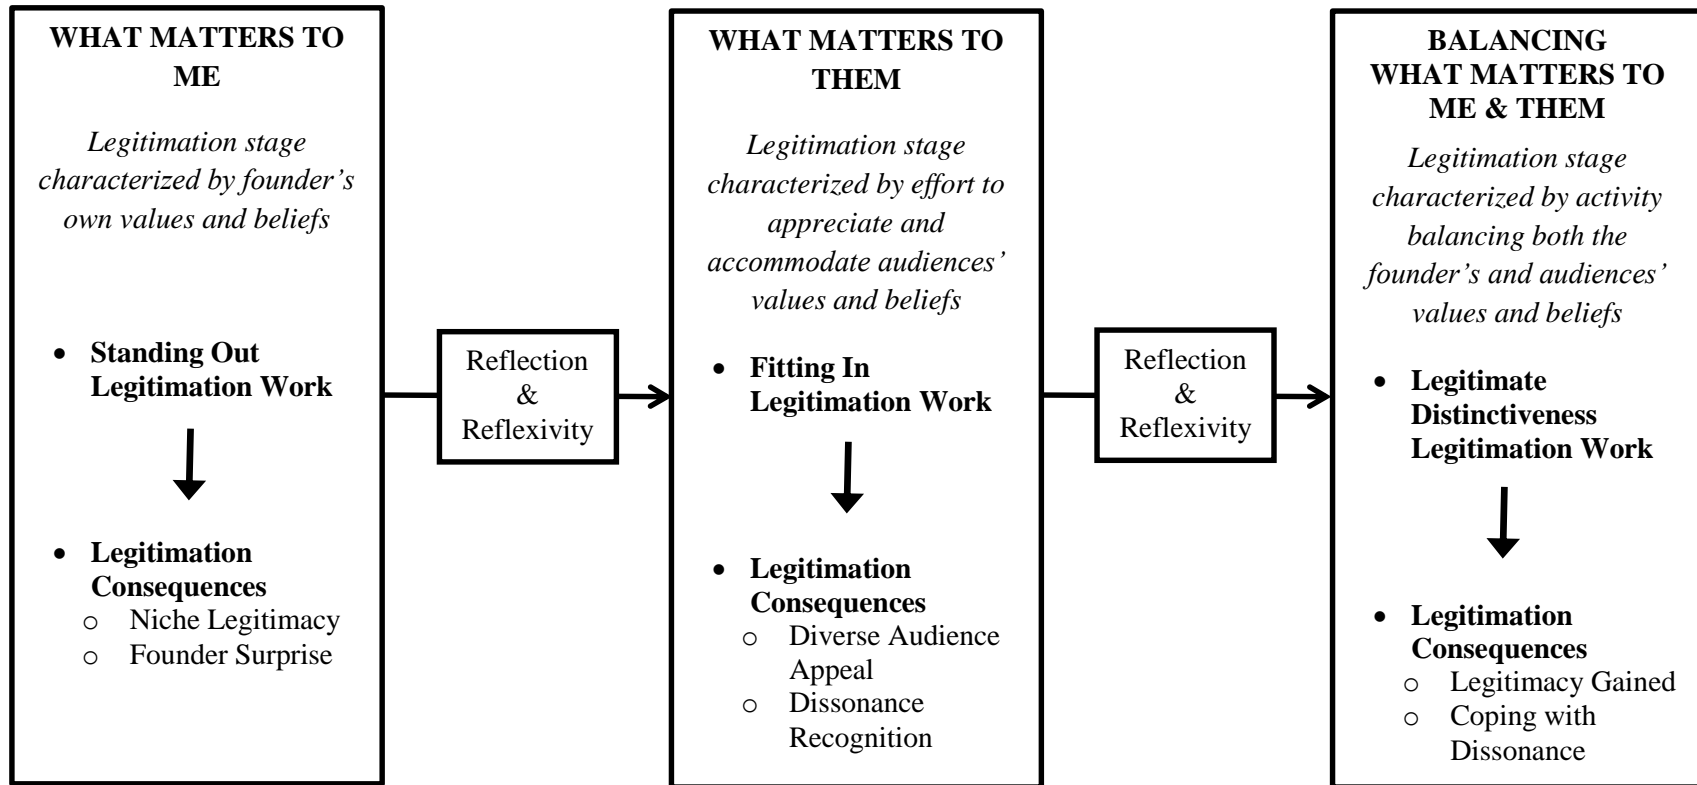 WHAT MATTERS TO
ME
Legitimation stage
characterized by founder’s
own values and beliefs
• Standing Out
Legitimation Work
• Legitimation
Consequences
o Niche Legitimacy
o Founder Surprise
Reflection
&
Reflexivity
WHAT MATTERS TO
THEM
Legitimation stage
characterized by effort to
appreciate and
accommodate audiences’
values and beliefs
• Fitting In
Legitimation Work
• Legitimation
Consequences
o Diverse Audience
Appeal
o Dissonance
Recognition
Reflection
&
Reflexivity
BALANCING
WHAT MATTERS TO
ME & THEM
Legitimation stage
characterized by activity
balancing both the
founder’s and audiences’
values and beliefs
• Legitimate
Distinctiveness
Legitimation Work
• Legitimation
Consequences
o Legitimacy Gained
o Coping with
Dissonance